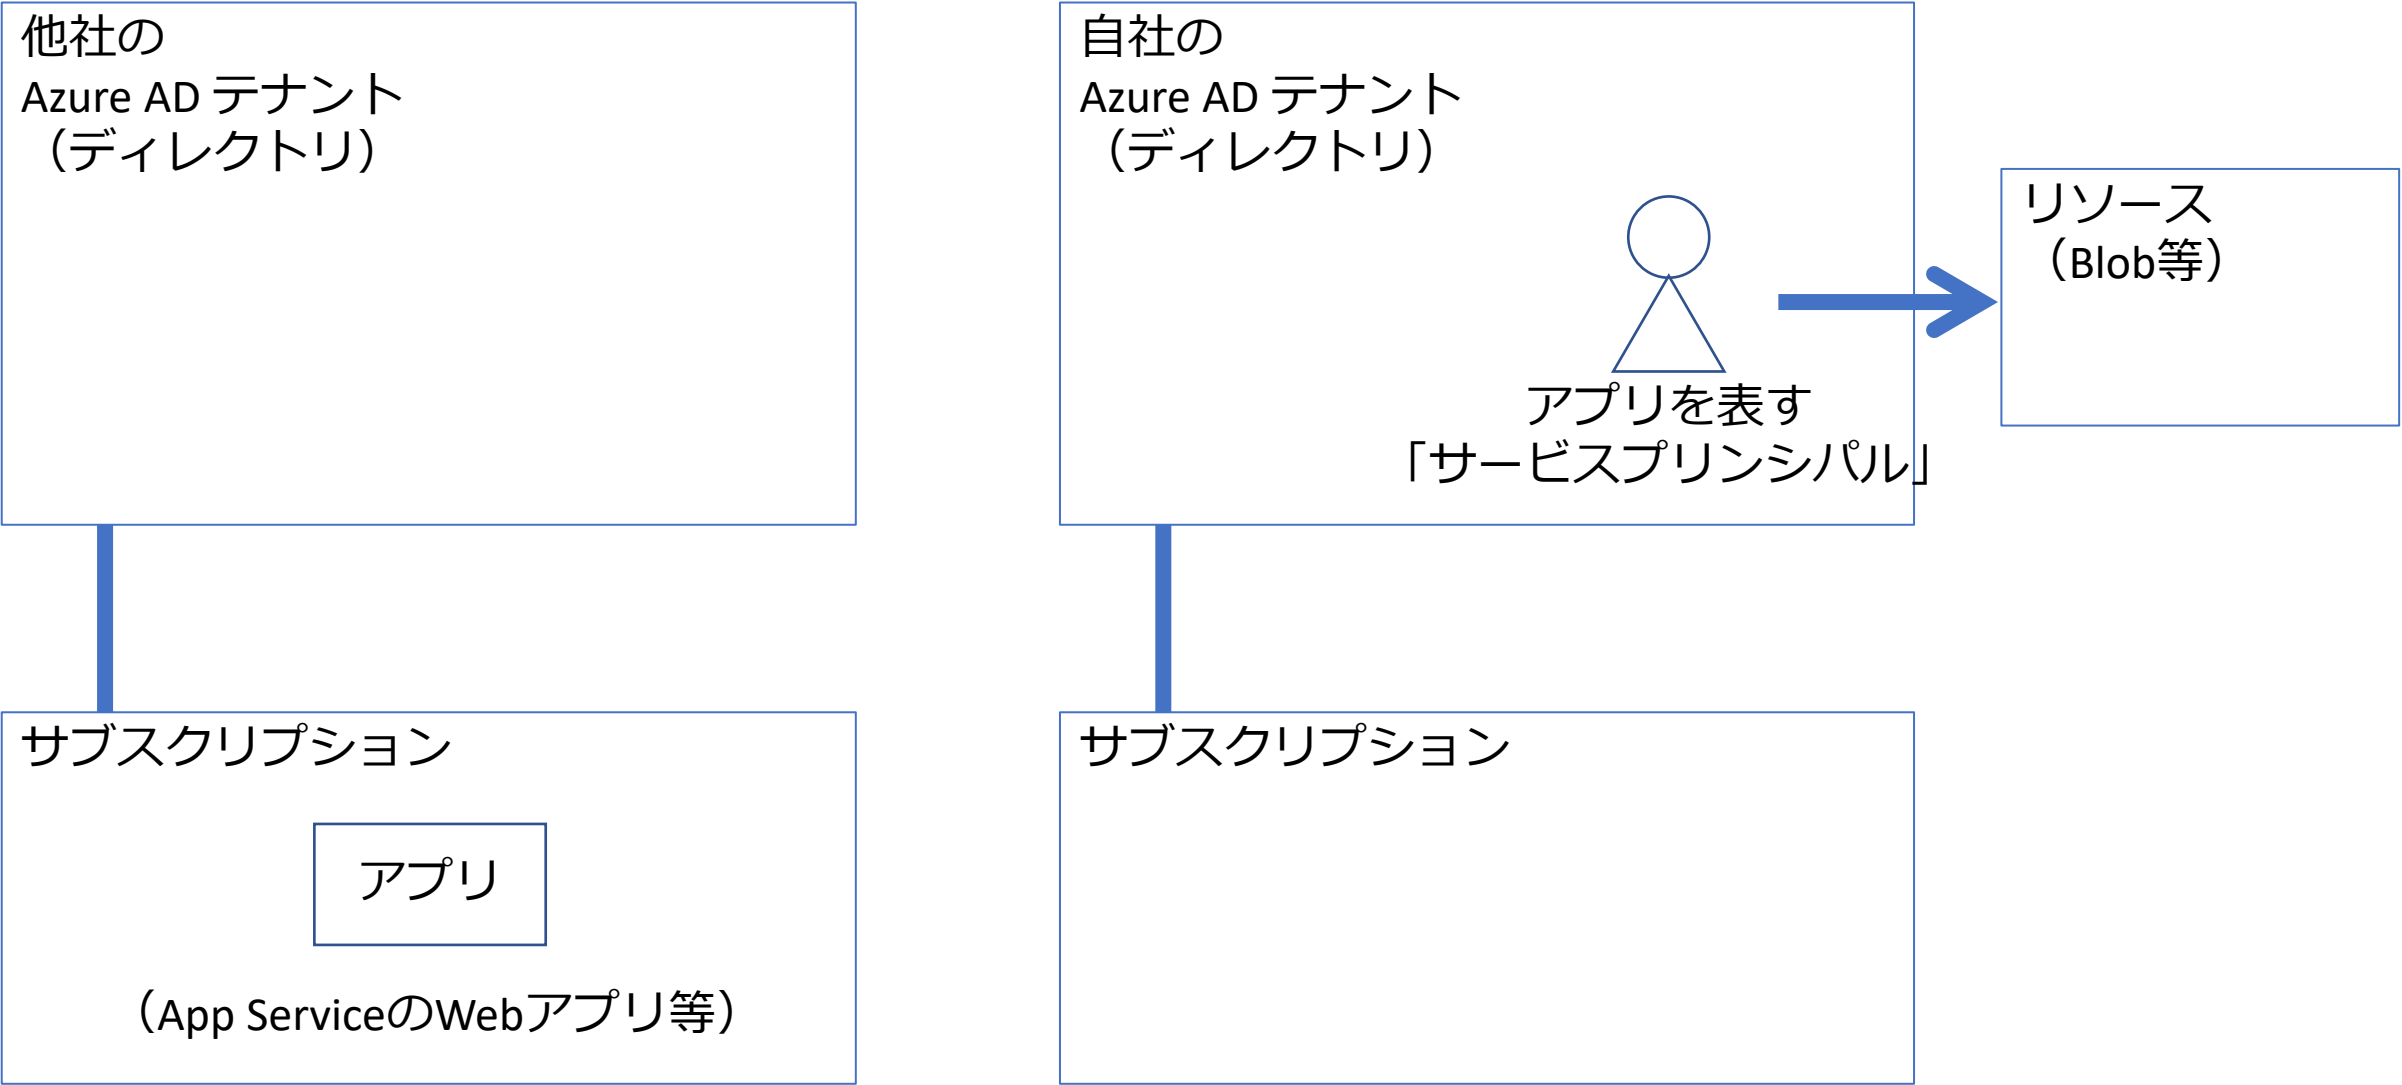 他社の
Azure AD テナント
（ディレクトリ）
自社の
Azure AD テナント
（ディレクトリ）
リソース
（Blob等）
アプリを表す
「サービスプリンシパル」
サブスクリプション
アプリ
（App ServiceのWebアプリ等）
サブスクリプション